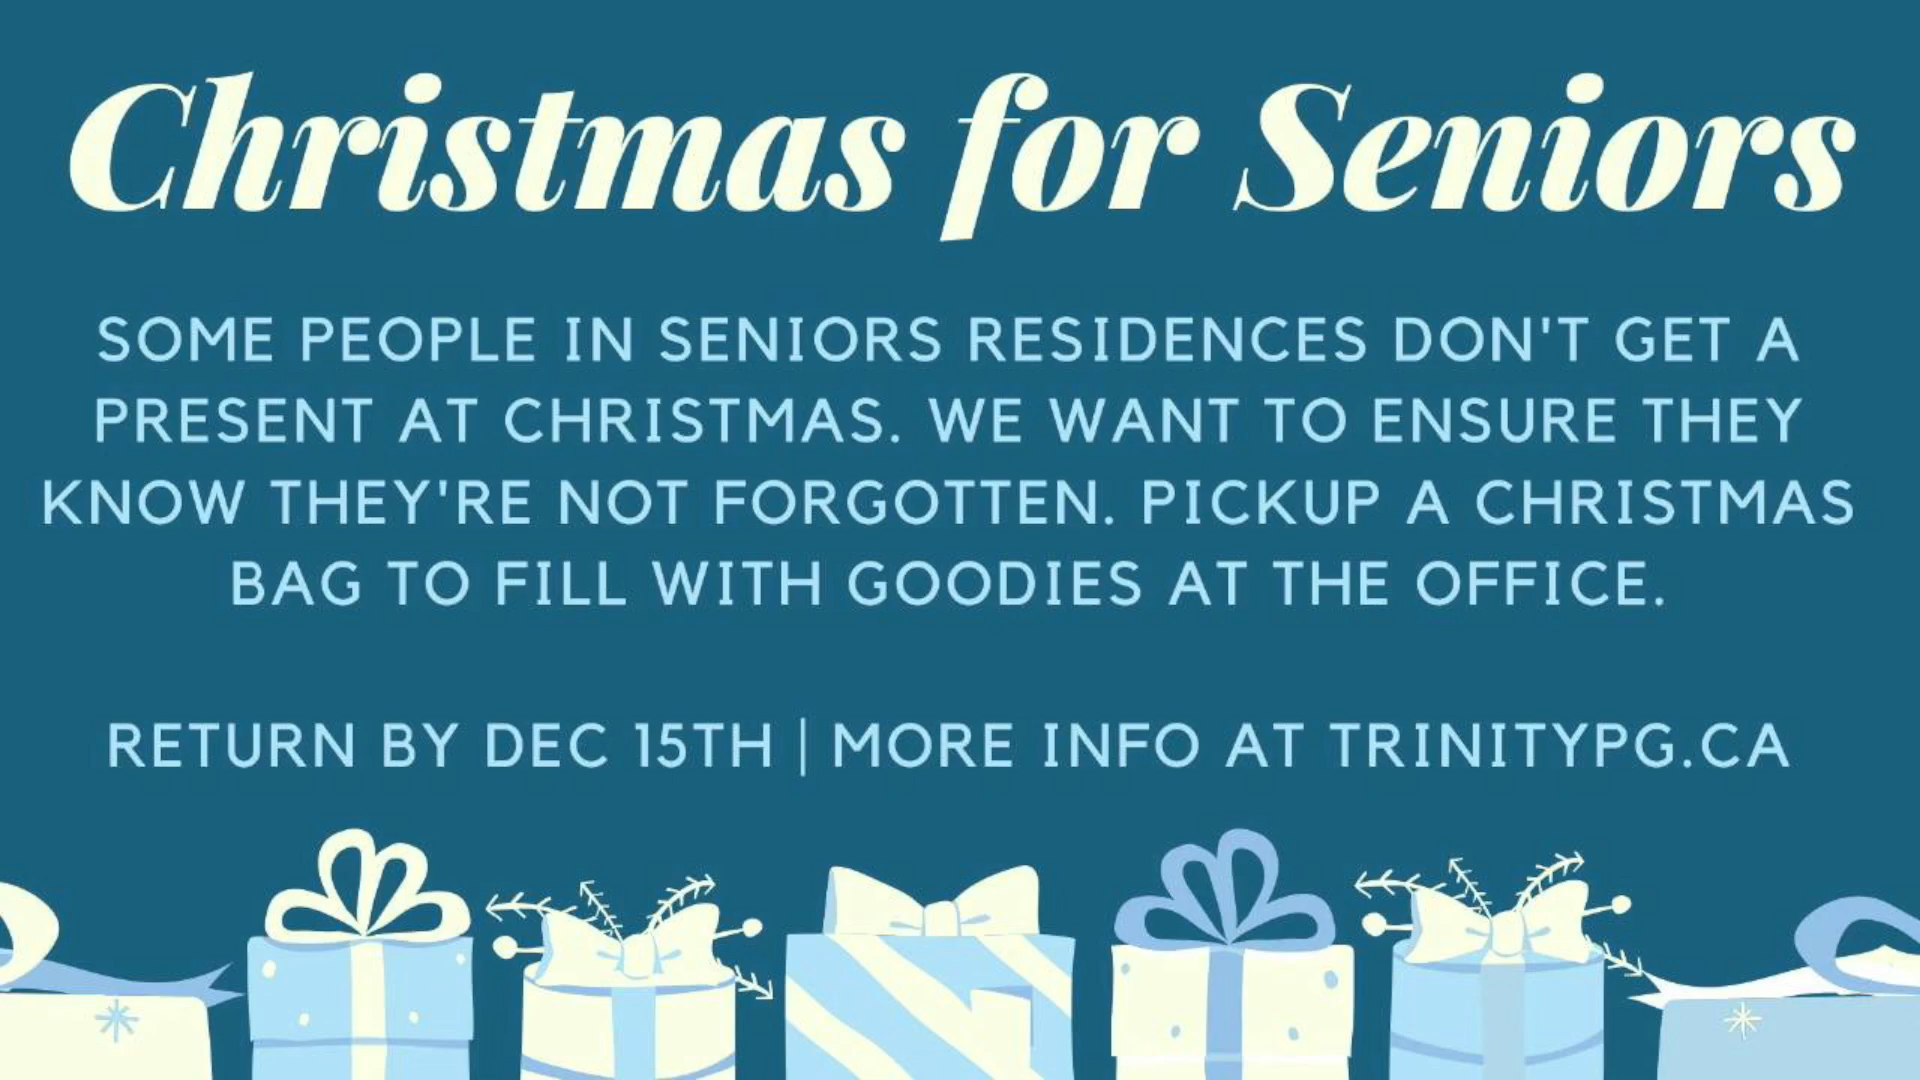 Christmas for Seniors
SOME PEOPLE IN SENIORS RESIDENCES DON'T GET A
PRESENT AT CHRISTMAS. WE WANT TO ENSURE THEY
KNOW THEY'RE NOT FORGOTTEN. PICKUP A CHRISTMAS
BAG TO FILL WITH GOODIES AT THE OFFICE.
RETURN BY DEC 15TH | MORE INFO AT TRINITYPG.CA